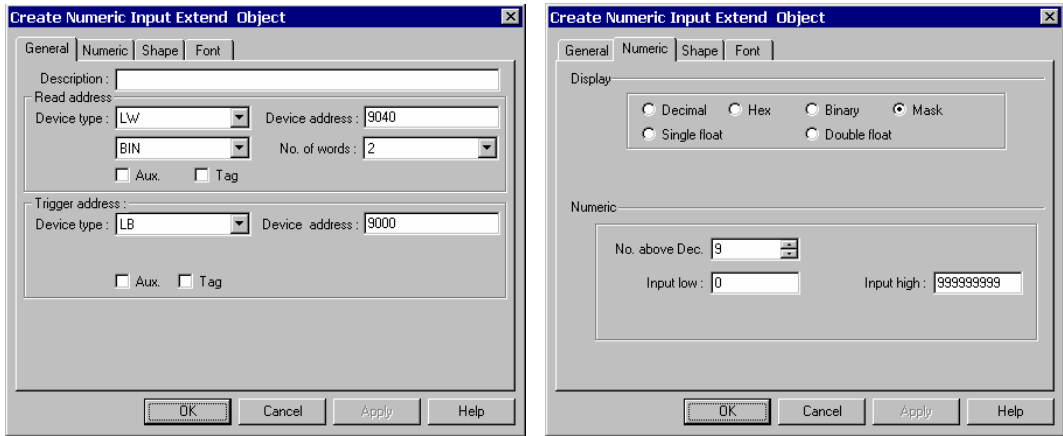 Create Numeric Input Extend Object
General Numeric Shape Font
Description :
Read address
Device type : LW Device address : 9040
BIN No. of words : 2
Aux. Tag
Trigger address :
Device type : LB Device address : 9000
Aux. Tag
OK Cancel Apply Help
Create Numeric Input Extend Object
General Numeric Shape Font
Display
Decimal Hex Binary Mask
Single float Double float
Numeric
No. above Dec. 9
Input low : 0 Input high : 999999999
OK Cancel Apply Help